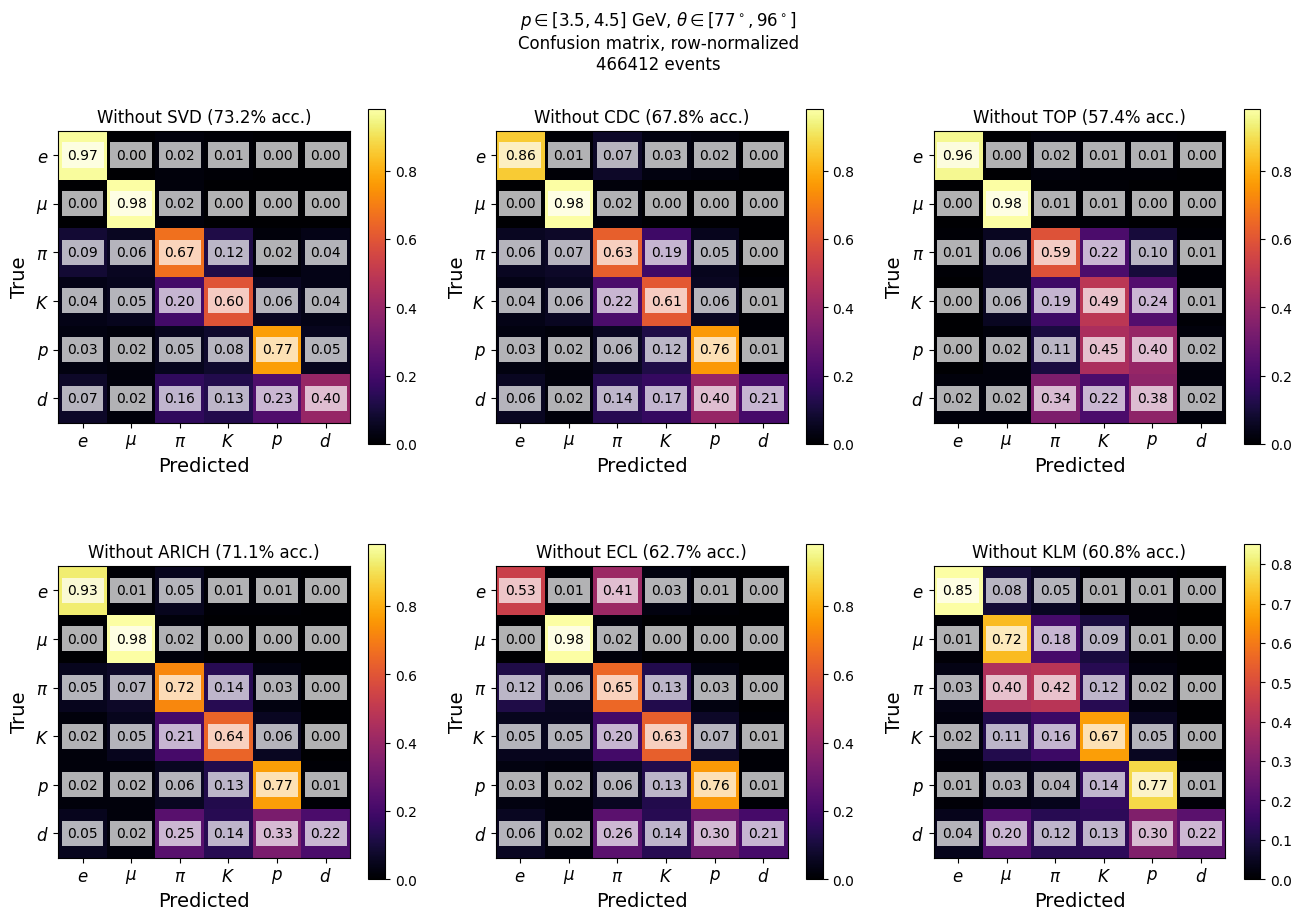 p ∈ [3.5, 4.5] GeV, θ ∈ [77°, 96°]
Confusion matrix, row-normalized
466412 events
Without SVD (73.2% acc.)
e 0.97 0.00 0.02 0.01 0.00 0.00
μ 0.00 0.98 0.02 0.00 0.00 0.00
π 0.09 0.06 0.67 0.12 0.02 0.04
K 0.04 0.05 0.20 0.60 0.06 0.04
p 0.03 0.02 0.05 0.08 0.77 0.05
d 0.07 0.02 0.16 0.13 0.23 0.40
e μ π K p d
True
Predicted
0.8
0.6
0.4
0.2
0.0
Without CDC (67.8% acc.)
e 0.86 0.01 0.07 0.03 0.02 0.00
μ 0.00 0.98 0.02 0.00 0.00 0.00
π 0.06 0.07 0.63 0.19 0.05 0.00
K 0.04 0.06 0.22 0.61 0.06 0.01
p 0.03 0.02 0.06 0.12 0.76 0.01
d 0.06 0.02 0.14 0.17 0.40 0.21
e μ π K p d
True
Predicted
0.8
0.6
0.4
0.2
0.0
Without TOP (57.4% acc.)
e 0.96 0.00 0.02 0.01 0.01 0.00
μ 0.00 0.98 0.01 0.01 0.00 0.00
π 0.01 0.06 0.59 0.22 0.10 0.01
K 0.00 0.06 0.19 0.49 0.24 0.01
p 0.00 0.02 0.11 0.45 0.40 0.02
d 0.02 0.02 0.34 0.22 0.38 0.02
e μ π K p d
True
Predicted
0.8
0.6
0.4
0.2
0.0
Without ARICH (71.1% acc.)
e 0.93 0.01 0.05 0.01 0.01 0.00
μ 0.00 0.98 0.02 0.00 0.00 0.00
π 0.05 0.07 0.72 0.14 0.03 0.00
K 0.02 0.05 0.21 0.64 0.06 0.00
p 0.02 0.02 0.06 0.13 0.77 0.01
d 0.05 0.02 0.25 0.14 0.33 0.22
e μ π K p d
True
Predicted
0.8
0.6
0.4
0.2
0.0
Without ECL (62.7% acc.)
e 0.53 0.01 0.41 0.03 0.01 0.00
μ 0.00 0.98 0.02 0.00 0.00 0.00
π 0.12 0.06 0.65 0.13 0.03 0.00
K 0.05 0.05 0.20 0.63 0.07 0.01
p 0.03 0.02 0.06 0.13 0.76 0.01
d 0.06 0.02 0.26 0.14 0.30 0.21
e μ π K p d
True
Predicted
0.8
0.6
0.4
0.2
0.0
Without KLM (60.8% acc.)
e 0.85 0.08 0.05 0.01 0.01 0.00
μ 0.01 0.72 0.18 0.09 0.01 0.00
π 0.03 0.40 0.42 0.12 0.02 0.00
K 0.02 0.11 0.16 0.67 0.05 0.00
p 0.01 0.03 0.04 0.14 0.77 0.01
d 0.04 0.20 0.12 0.13 0.30 0.22
e μ π K p d
True
Predicted
0.8
0.7
0.6
0.5
0.4
0.3
0.2
0.1
0.0